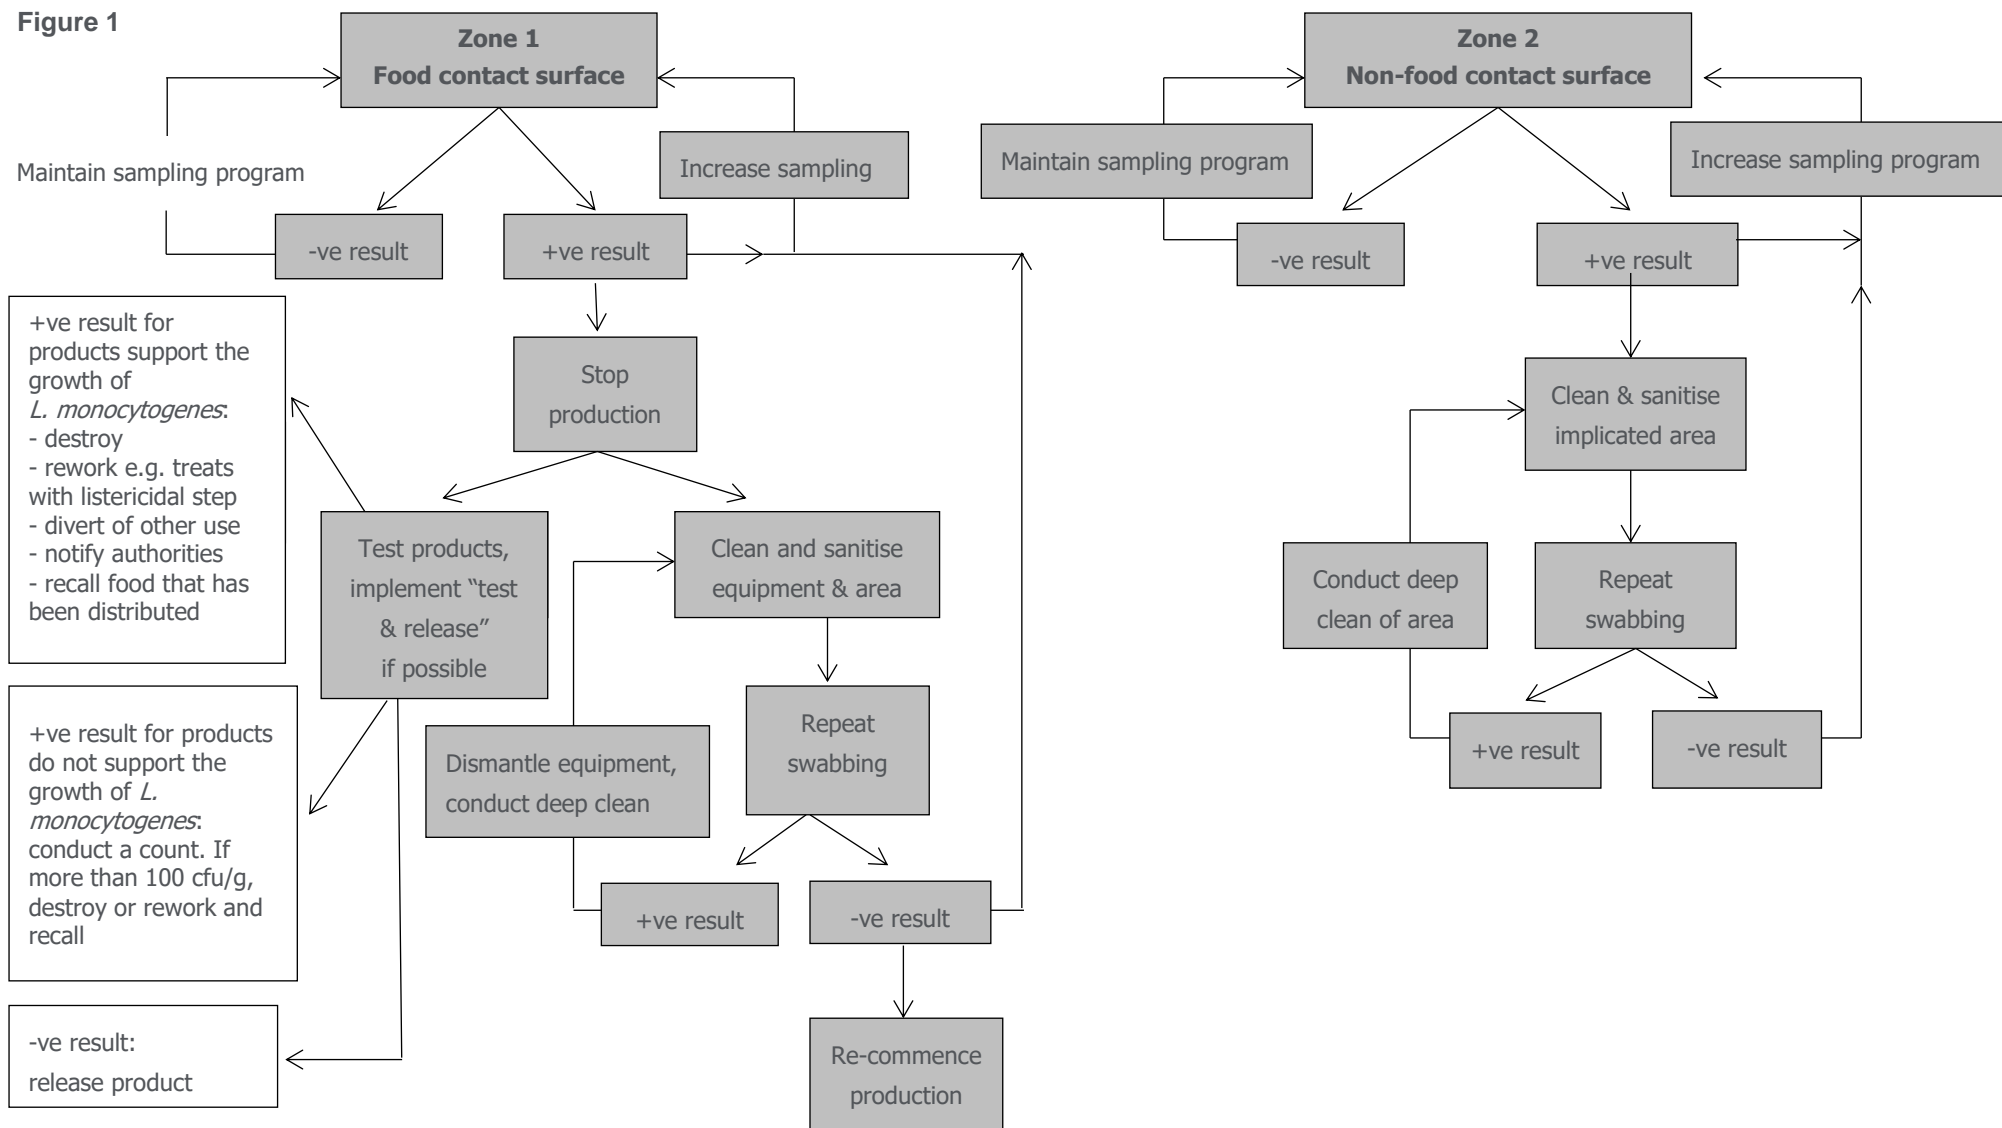 Figure 1
Zone 1
Food contact surface
Maintain sampling program
Increase sampling
-ve result
+ve result
Stop
production
+ve result for
products support the
growth of
L. monocytogenes:
- destroy
- rework e.g. treats
with listericidal step
- divert of other use
- notify authorities
- recall food that has
been distributed
Test products,
implement “test
& release”
if possible
Clean and sanitise
equipment & area
+ve result for products
do not support the
growth of L.
monocytogenes:
conduct a count. If
more than 100 cfu/g,
destroy or rework and
recall
Dismantle equipment,
conduct deep clean
Repeat
swabbing
+ve result
-ve result
-ve result:
release product
Re-commence
production
Zone 2
Non-food contact surface
Maintain sampling program
Increase sampling program
-ve result
+ve result
Clean & sanitise
implicated area
Conduct deep
clean of area
Repeat
swabbing
+ve result
-ve result